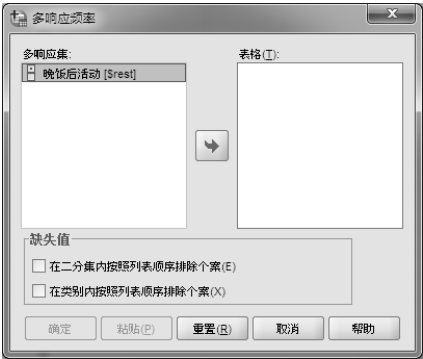 多响应频率
多响应集:
表格(T):
晚饭后活动 [$rest]
缺失值
在二分集内按照列表顺序排除个案(E)
在类别内按照列表顺序排除个案(X)
确定
粘贴(P)
重置(R)
取消
帮助